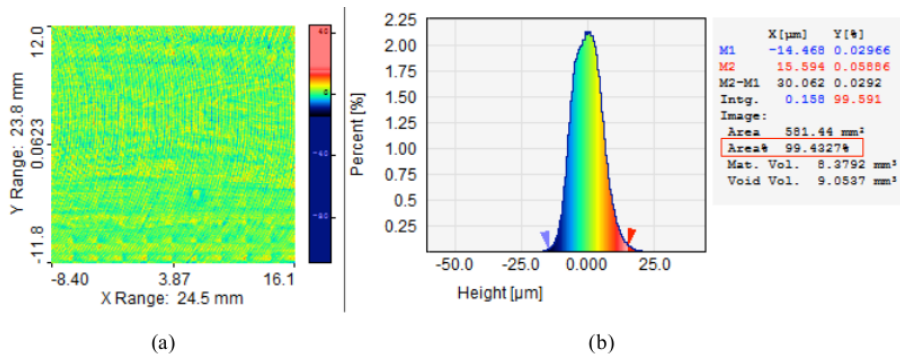 12.0
0.0623
-11.8
Y Range: 23.8 mm
-8.40
3.87
16.1
X Range: 24.5 mm
0
(a)
2.25
2.00
1.75
1.50
1.25
1.00
0.75
0.5
0.25
Percent [%]
-50.0
-25.0
0.000
25.0
Height [µm]
(b)
X[µm] Y[%]
M1 -14.468 0.02966
M2 15.594 0.05886
M2-M1 30.062 0.0292
Intg. 0.158 99.591
Image:
Area 581.44 mm²
Area% 99.4327%
Mat. Vol. 8.3792 mm³
Void Vol. 9.0537 mm³